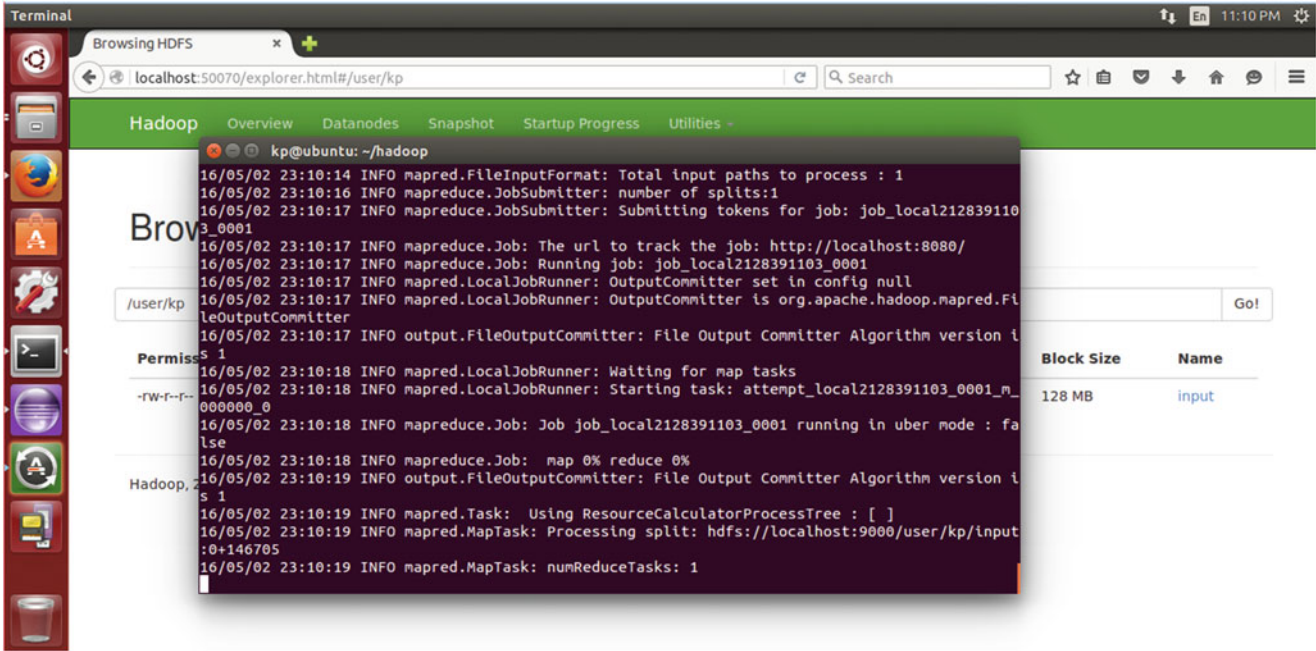 Terminal
En 11:10 PM
Browsing HDFS
localhost:50070/explorer.html#/user/kp
Search
Hadoop Overview Datanodes Snapshot Startup Progress Utilities
kp@ubuntu: ~/hadoop
16/05/02 23:10:14 INFO mapred.FileInputFormat: Total input paths to process : 1
16/05/02 23:10:16 INFO mapreduce.JobSubmitter: number of splits:1
16/05/02 23:10:17 INFO mapreduce.JobSubmitter: Submitting tokens for job: job_local212839110
3_0001
16/05/02 23:10:17 INFO mapreduce.Job: The url to track the job: http://localhost:8080/
16/05/02 23:10:17 INFO mapreduce.Job: Running job: job_local2128391103_0001
16/05/02 23:10:17 INFO mapred.LocalJobRunner: OutputCommitter set in config null
16/05/02 23:10:17 INFO mapred.LocalJobRunner: OutputCommitter is org.apache.hadoop.mapred.Fi
leOutputCommitter
16/05/02 23:10:17 INFO output.FileOutputCommitter: File Output Committer Algorithm version i
s 1
16/05/02 23:10:18 INFO mapred.LocalJobRunner: Waiting for map tasks
16/05/02 23:10:18 INFO mapred.LocalJobRunner: Starting task: attempt_local2128391103_0001_m_
000000_0
16/05/02 23:10:18 INFO mapreduce.Job: Job job_local2128391103_0001 running in uber mode : fa
lse
16/05/02 23:10:18 INFO mapreduce.Job:  map 0% reduce 0%
16/05/02 23:10:19 INFO output.FileOutputCommitter: File Output Committer Algorithm version i
s 1
16/05/02 23:10:19 INFO mapred.Task:  Using ResourceCalculatorProcessTree : [ ]
16/05/02 23:10:19 INFO mapred.MapTask: Processing split: hdfs://localhost:9000/user/kp/input
:0+146705
16/05/02 23:10:19 INFO mapred.MapTask: numReduceTasks: 1
Brow
/user/kp Go!
Permiss Block Size Name
-rw-r--r-- 128 MB input
Hadoop, 2